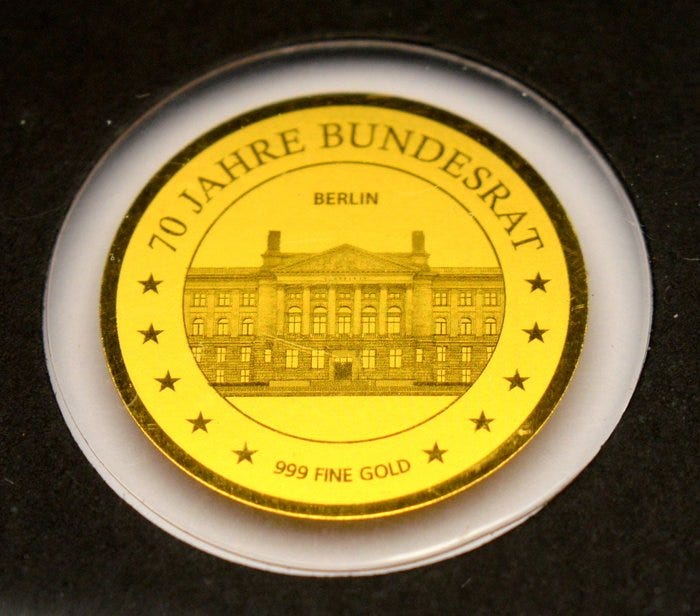 70 JAHRE BUNDESRAT
BERLIN
999 FINE GOLD